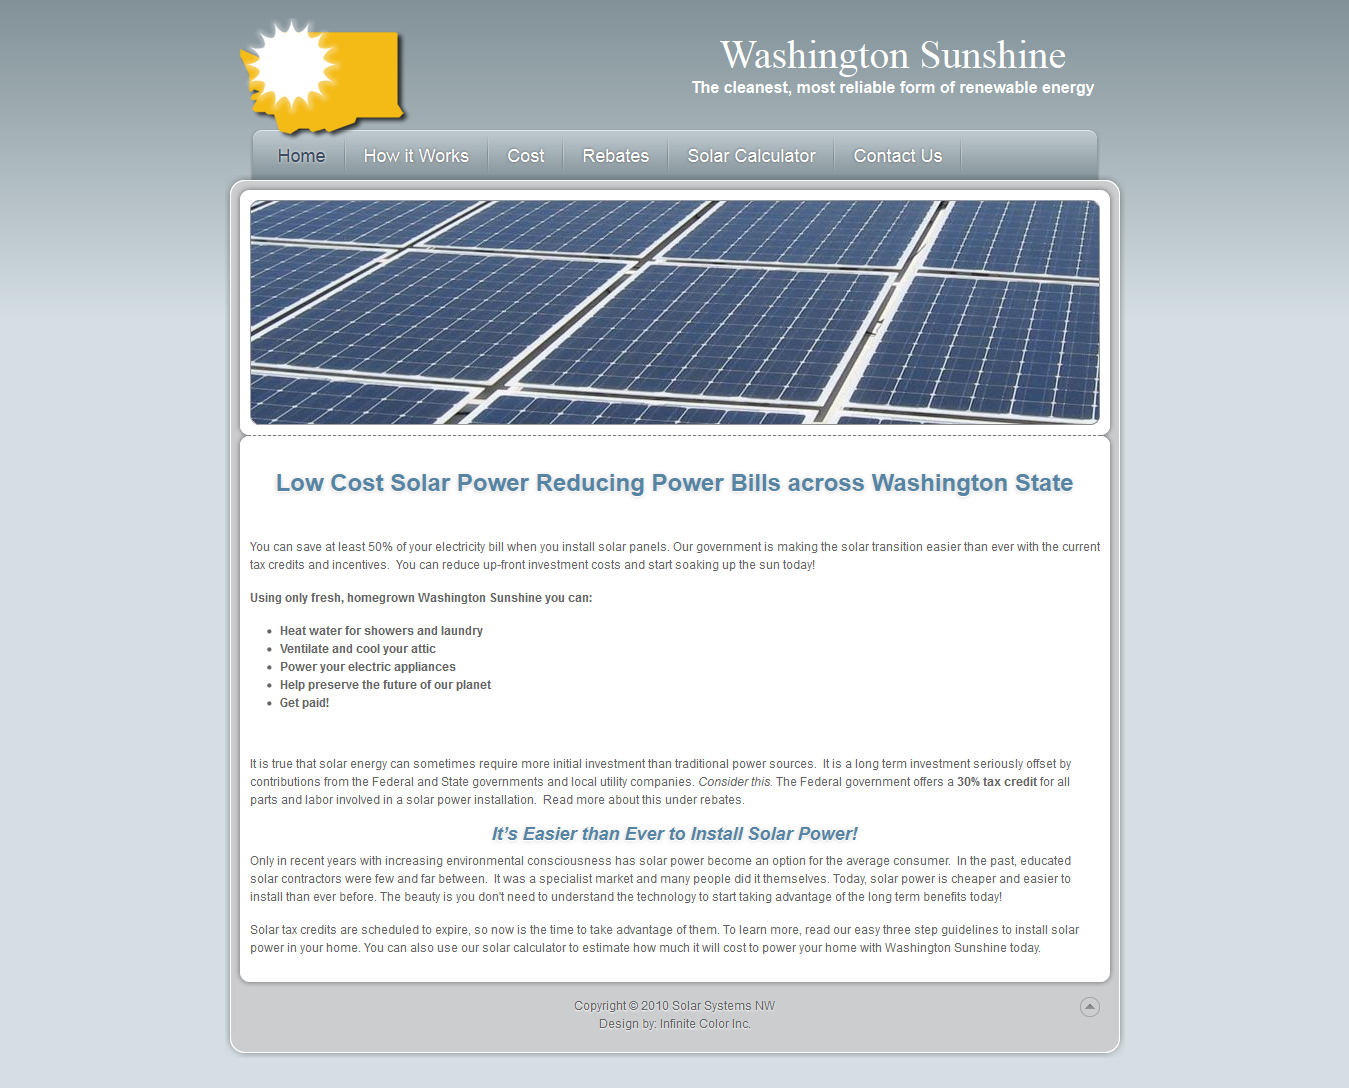 Washington Sunshine
The cleanest, most reliable form of renewable energy
Home How it Works Cost Rebates Solar Calculator Contact Us
Low Cost Solar Power Reducing Power Bills across Washington State
You can save at least 50% of your electricity bill when you install solar panels. Our government is making the solar transition easier than ever with the current
tax credits and incentives.  You can reduce up-front investment costs and start soaking up the sun today!
Using only fresh, homegrown Washington Sunshine you can:
• Heat water for showers and laundry
• Ventilate and cool your attic
• Power your electric appliances
• Help preserve the future of our planet
• Get paid!
It is true that solar energy can sometimes require more initial investment than traditional power sources.  It is a long term investment seriously offset by
contributions from the Federal and State governments and local utility companies. Consider this. The Federal government offers a 30% tax credit for all
parts and labor involved in a solar power installation.  Read more about this under rebates.
It’s Easier than Ever to Install Solar Power!
Only in recent years with increasing environmental consciousness has solar power become an option for the average consumer.  In the past, educated
solar contractors were few and far between.  It was a specialist market and many people did it themselves. Today, solar power is cheaper and easier to
install than ever before. The beauty is you don't need to understand the technology to start taking advantage of the long term benefits today!
Solar tax credits are scheduled to expire, so now is the time to take advantage of them. To learn more, read our easy three step guidelines to install solar
power in your home. You can also use our solar calculator to estimate how much it will cost to power your home with Washington Sunshine today.
Copyright © 2010 Solar Systems NW
Design by: Infinite Color Inc.